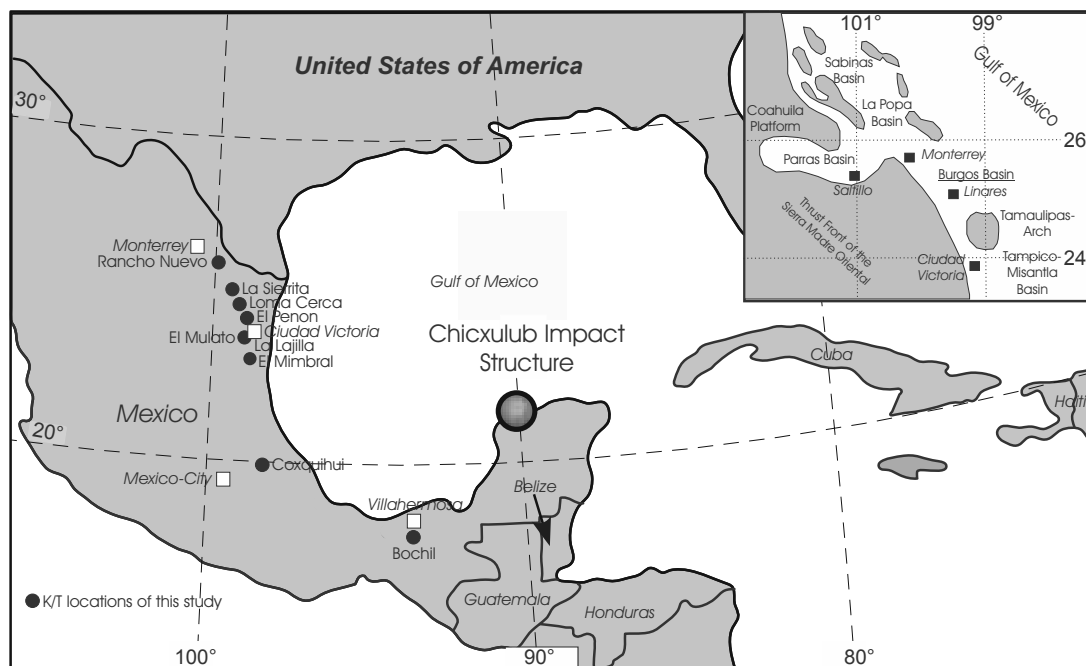 United States of America
30°
Monterrey
Rancho Nuevo
La Sierrita
Loma Cerca
El Penon
Ciudad Victoria
El Mulato
La Lajilla
El Mimbral
Gulf of Mexico
Chicxulub Impact
Structure
Cuba
Haiti
Mexico
20°
Mexico-City
Coxquihui
Villahermosa
Bochil
Belize
Guatemala
Honduras
K/T locations of this study
100°
90°
80°
101°
99°
Sabinas
Basin
Gulf of Mexico
Coahuila
Platform
La Popa
Basin
26
Parras Basin
Monterrey
Saltillo
Burgos Basin
Linares
Thrust Front of the
Sierra Madre Oriental
Tamaulipas-
Arch
Ciudad
Victoria
24
Tampico-
Misantla
Basin